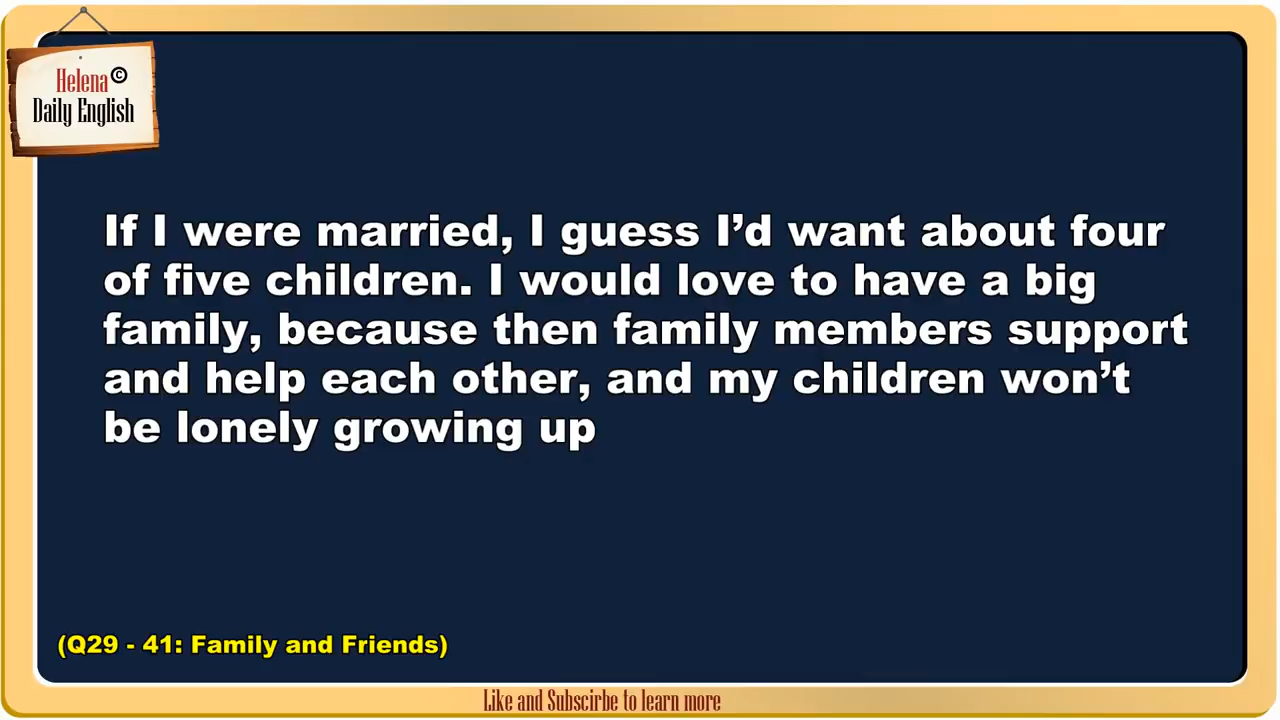 Helena©
Daily English
If I were married, I guess I’d want about four
of five children. I would love to have a big
family, because then family members support
and help each other, and my children won’t
be lonely growing up
(Q29 - 41: Family and Friends)
Like and Subscirbe to learn more